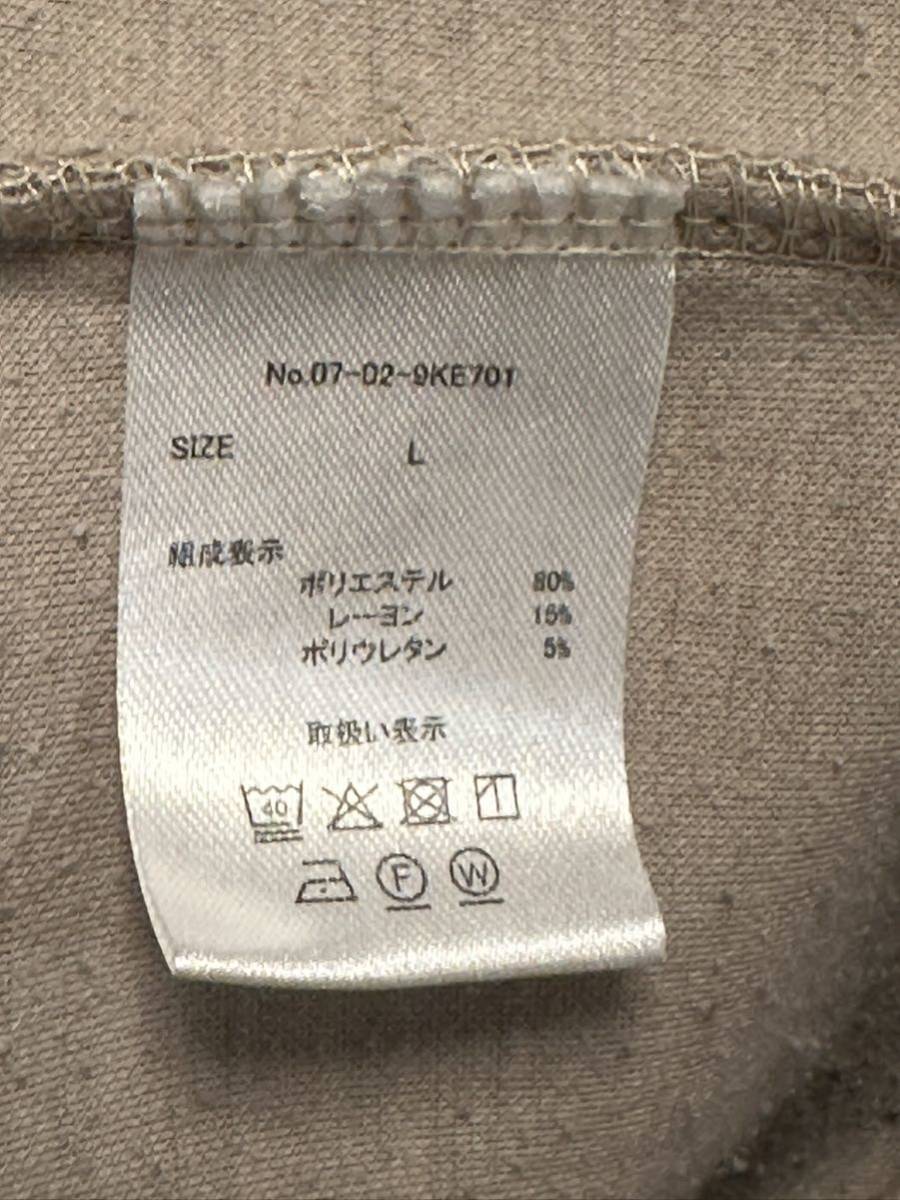 No.07-02-9KE701
SIZE L
組成表示
ポリエステル 80%
レーヨン 15%
ポリウレタン 5%
取扱い表示
40
F W